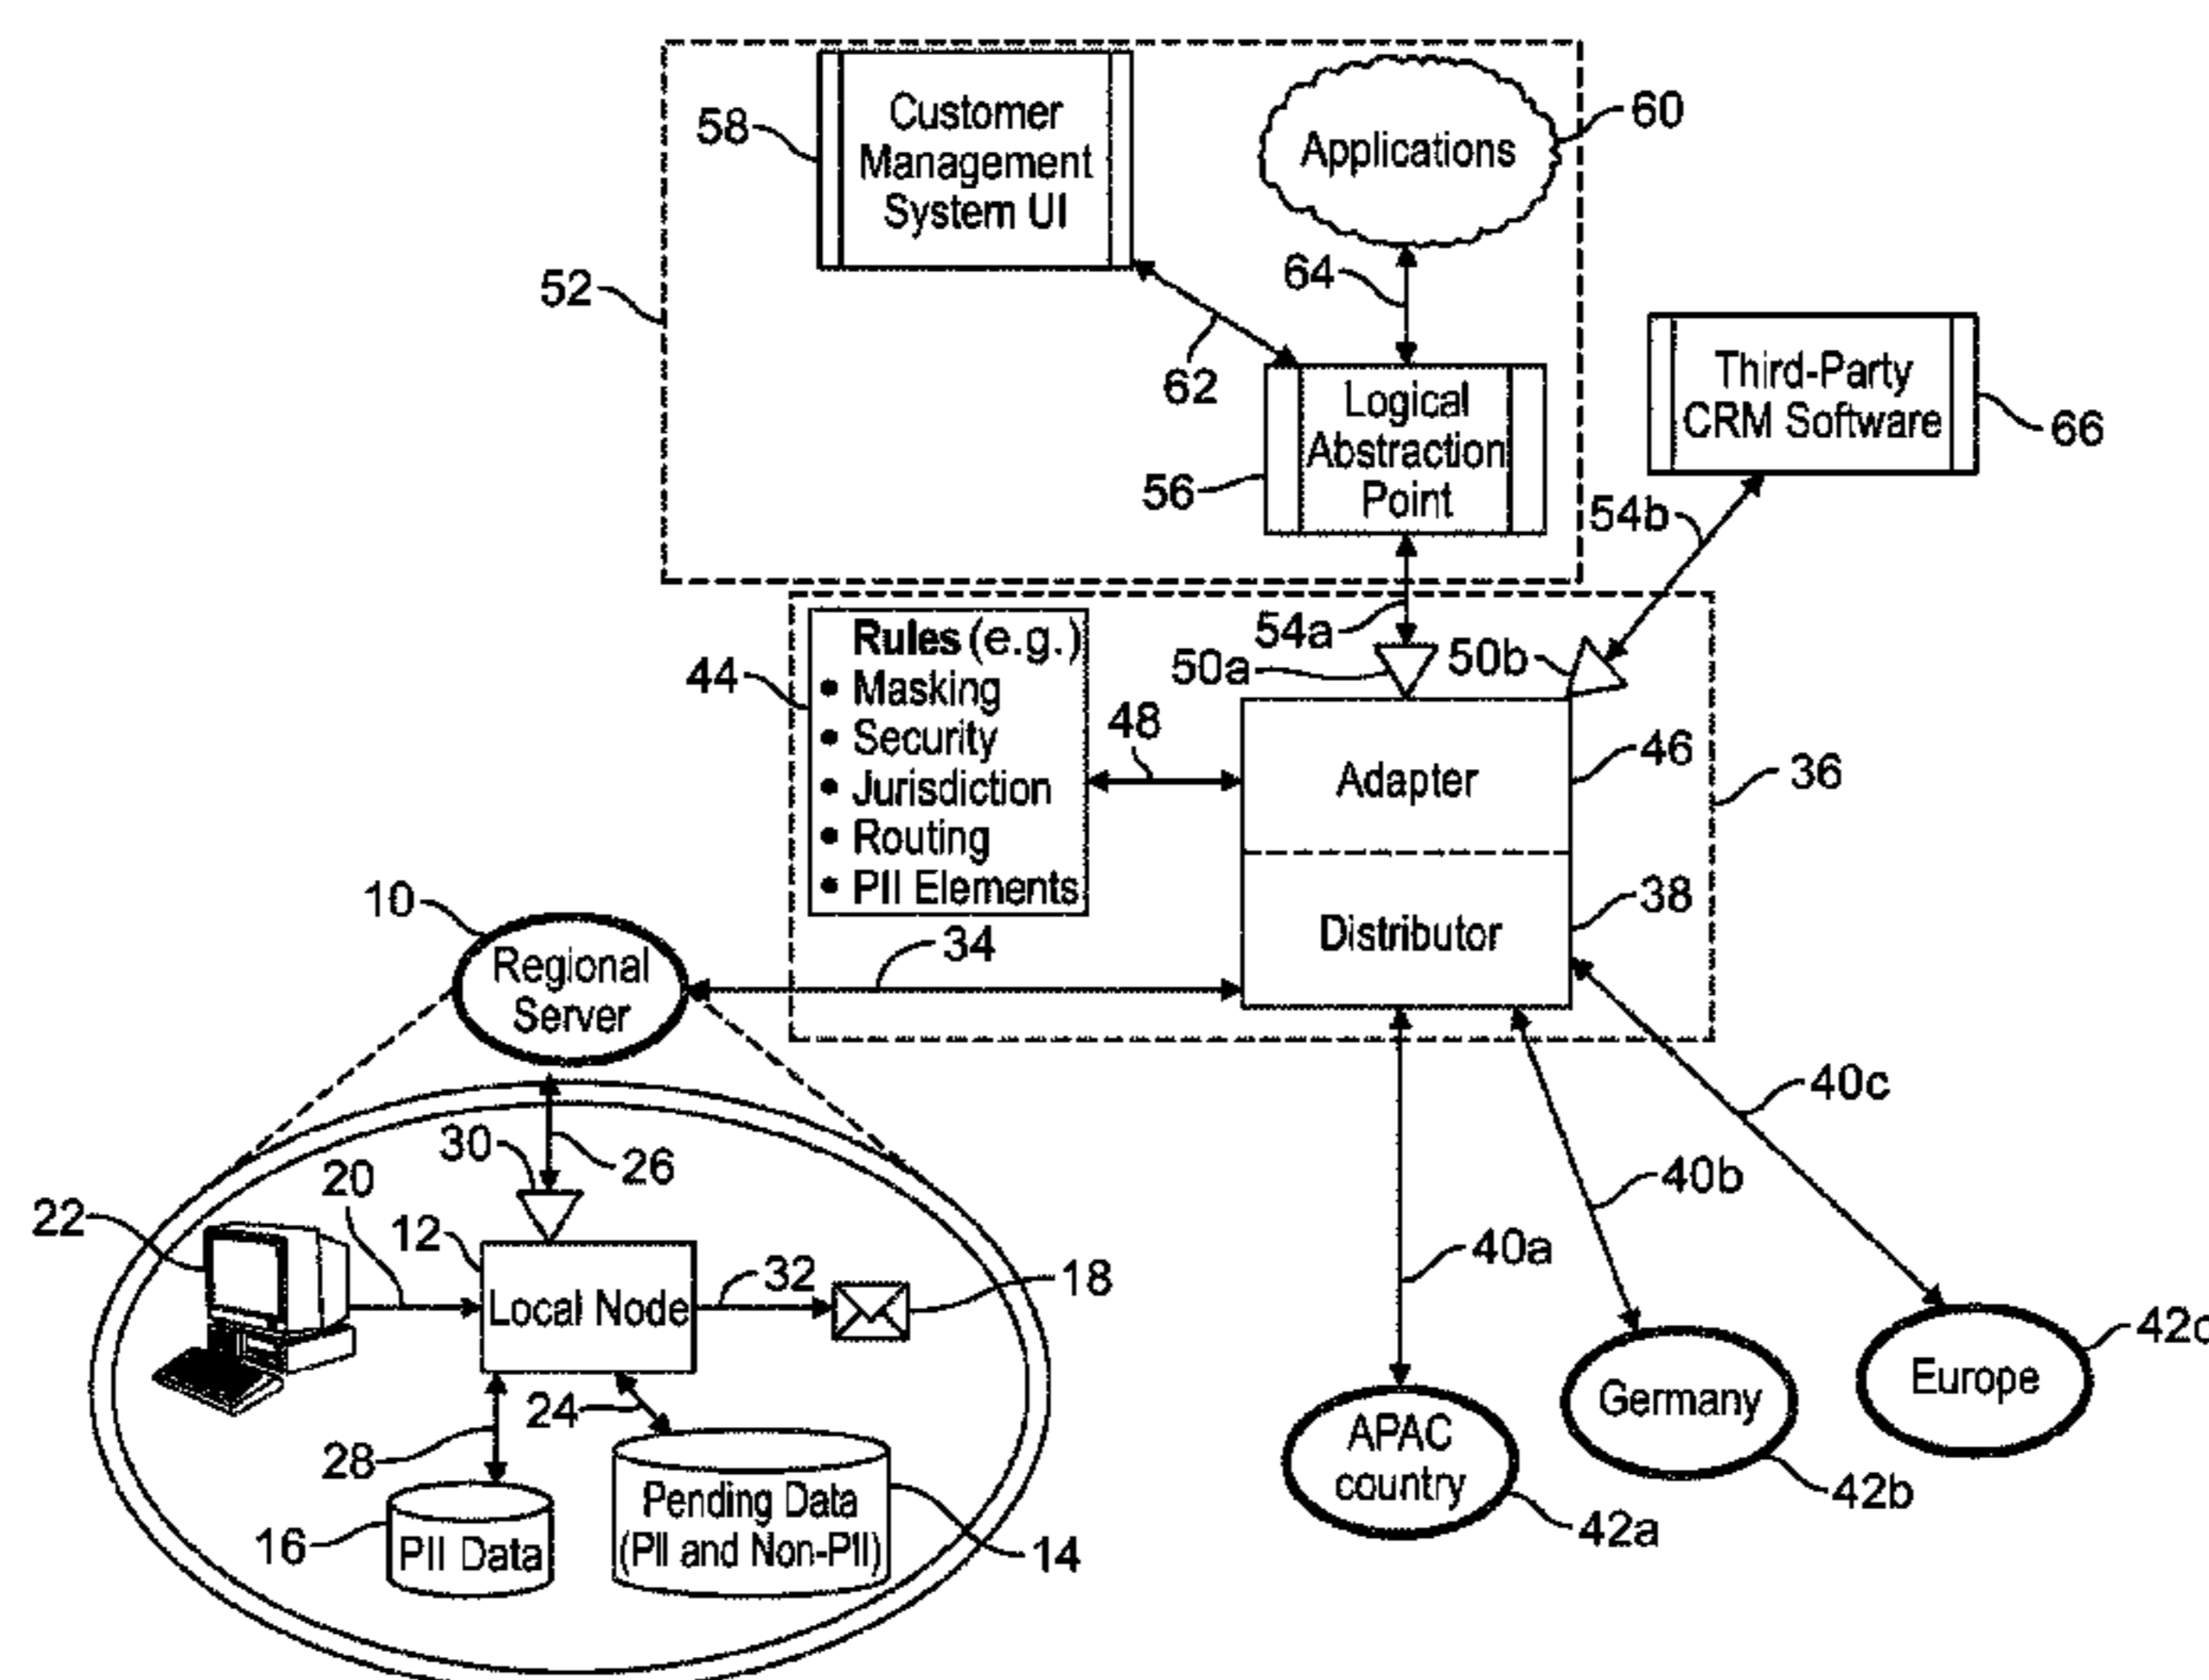 Customer
Management
System UI
58
Applications
60
52
64
62
Third-Party
CRM Software
66
Logical
Abstraction
Point
56
54b
54a
Rules (e.g.)
• Masking
• Security
• Jurisdiction
• Routing
• PII Elements
44
50a
50b
48
Adapter
46
36
Distributor
38
10
Regional
Server
34
40c
30
26
20
22
12
40b
Local Node
32
18
40a
28
24
42c
Europe
Germany
42b
APAC
country
42a
16
PII Data
Pending Data
(PII and Non-PII)
14